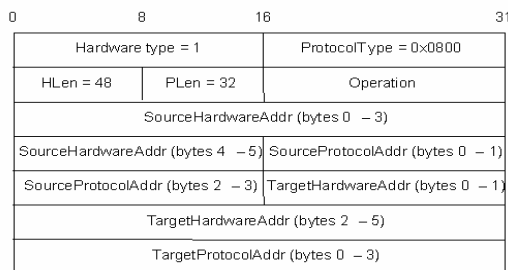 0 8 16 31
Hardware type = 1 ProtocolType = 0x0800
HLen = 48 PLen = 32 Operation
SourceHardwareAddr (bytes 0 – 3)
SourceHardwareAddr (bytes 4 – 5) SourceProtocolAddr (bytes 0 – 1)
SourceProtocolAddr (bytes 2 – 3) TargetHardwareAddr (bytes 0 – 1)
TargetHardwareAddr (bytes 2 – 5)
TargetProtocolAddr (bytes 0 – 3)